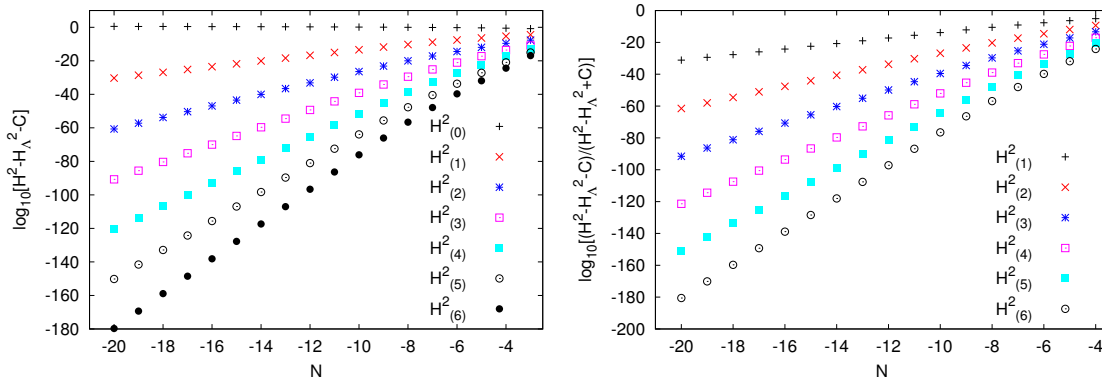 log10[H²-HΛ²-C]
0
-20
-40
-60
-80
-100
-120
-140
-160
-180
-20 -18 -16 -14 -12 -10 -8 -6 -4
N
H²(0)
H²(1)
H²(2)
H²(3)
H²(4)
H²(5)
H²(6)
log10[(H²-HΛ²-C)/(H²-HΛ²+C)]
0
-20
-40
-60
-80
-100
-120
-140
-160
-180
-200
-20 -18 -16 -14 -12 -10 -8 -6 -4
N
H²(1)
H²(2)
H²(3)
H²(4)
H²(5)
H²(6)